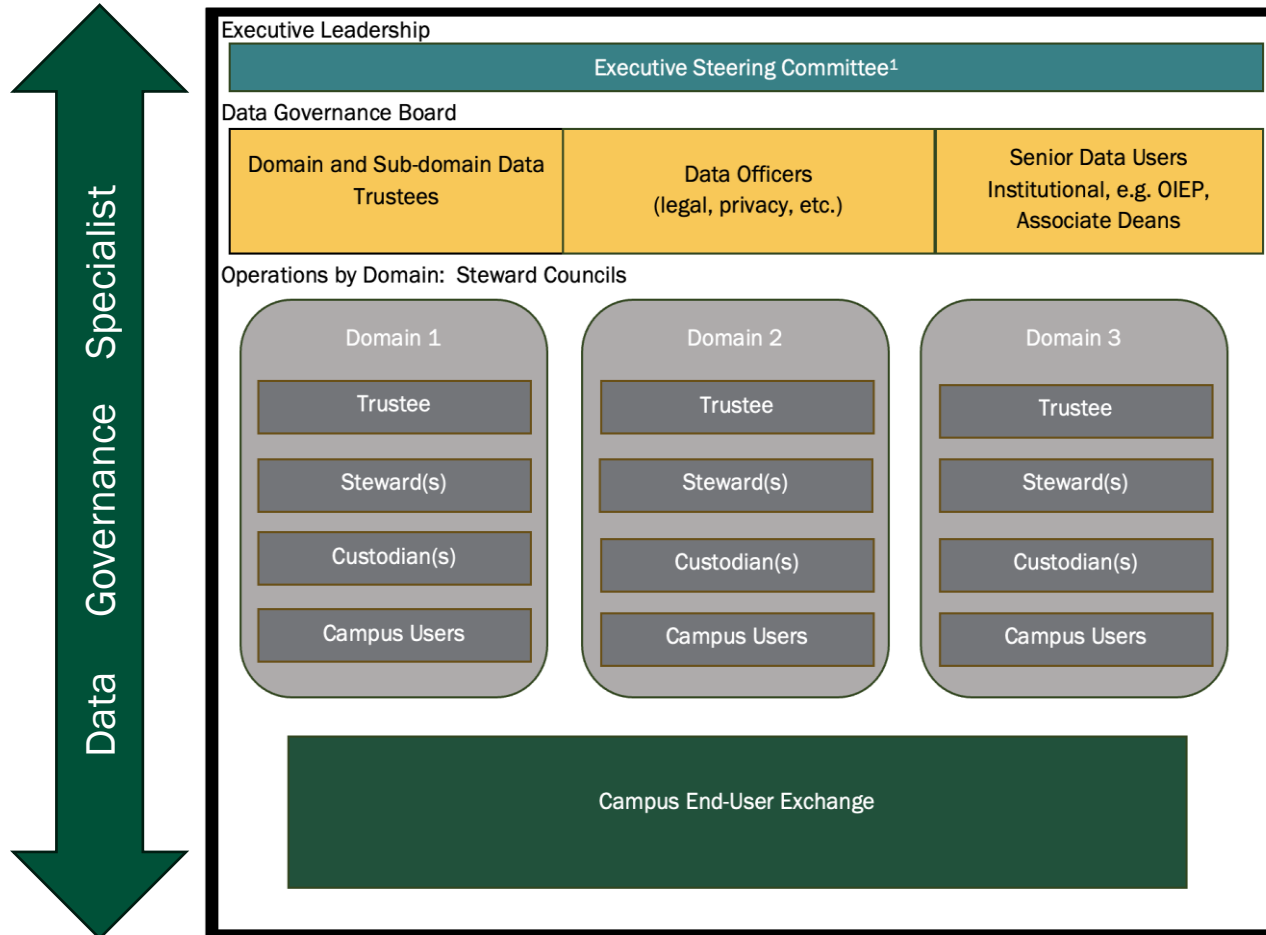 Data Governance Specialist
Executive Leadership
Executive Steering Committee¹
Data Governance Board
Domain and Sub-domain Data
Trustees
Data Officers
(legal, privacy, etc.)
Senior Data Users
Institutional, e.g. OIEP,
Associate Deans
Operations by Domain: Steward Councils
Domain 1
Trustee
Steward(s)
Custodian(s)
Campus Users
Domain 2
Trustee
Steward(s)
Custodian(s)
Campus Users
Domain 3
Trustee
Steward(s)
Custodian(s)
Campus Users
Campus End-User Exchange